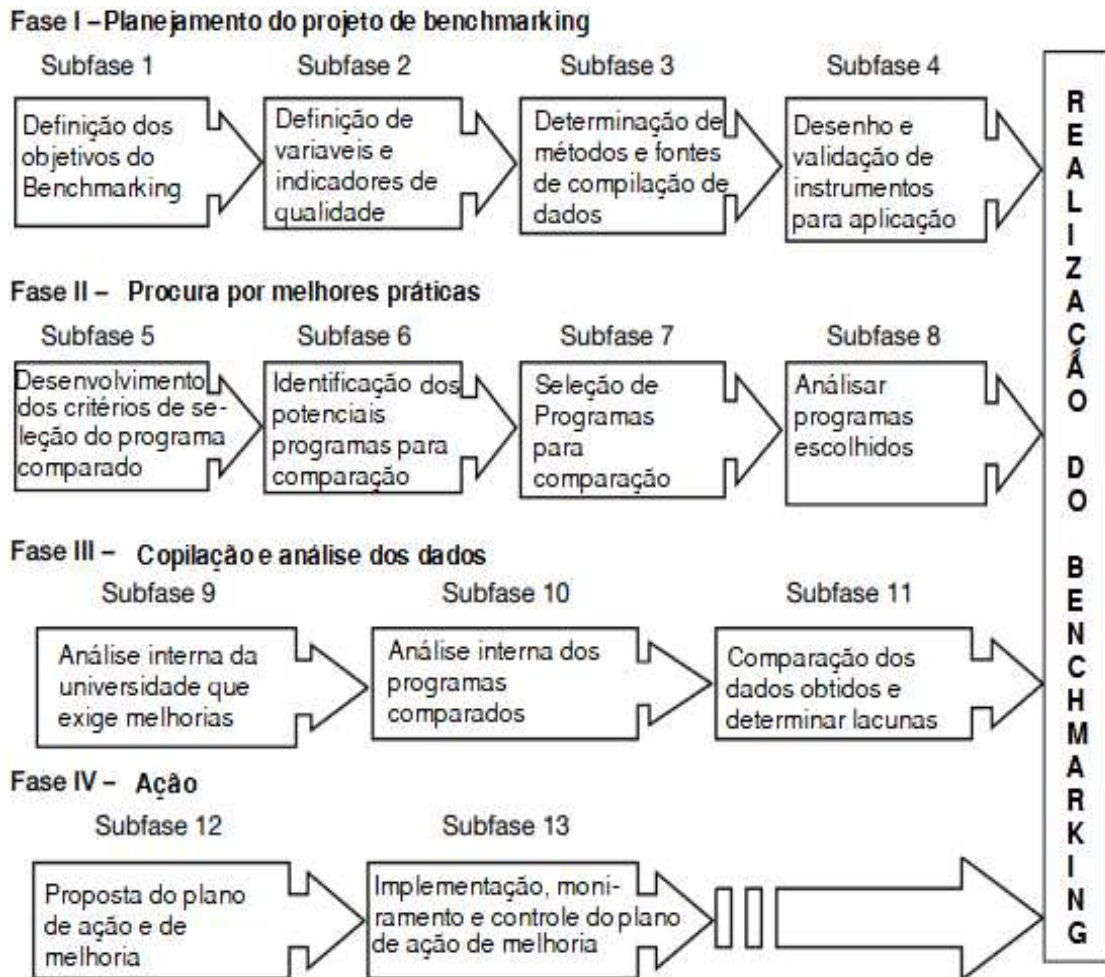 Fase I – Planejamento do projeto de benchmarking
Subfase 1
Subfase 2
Subfase 3
Subfase 4
Definição dos
objetivos do
Benchmarking
Definição de
variaveis e
indicadores de
qualidade
Determinação de
métodos e fontes
de compilação de
dados
Desenho e
validação de
instrumentos
para aplicação
Fase II – Procura por melhores práticas
Subfase 5
Subfase 6
Subfase 7
Subfase 8
Desenvolvimento
dos critérios de se-
leção do programa
comparado
Identificação dos
potenciais
programas para
comparação
Seleção de
Programas
para
comparação
Análisar
programas
escolhidos
Fase III – Copilação e análise dos dados
Subfase 9
Subfase 10
Subfase 11
Análise interna da
universidade que
exige melhorias
Análise interna dos
programas
comparados
Comparação dos
dados obtidos e
determinar lacunas
Fase IV – Ação
Subfase 12
Subfase 13
Proposta do plano
de ação e de
melhoria
Implementação, moni-
ramento e controle do plano
de ação de melhoria
REALIZAÇÃO DO BENCHMARKING